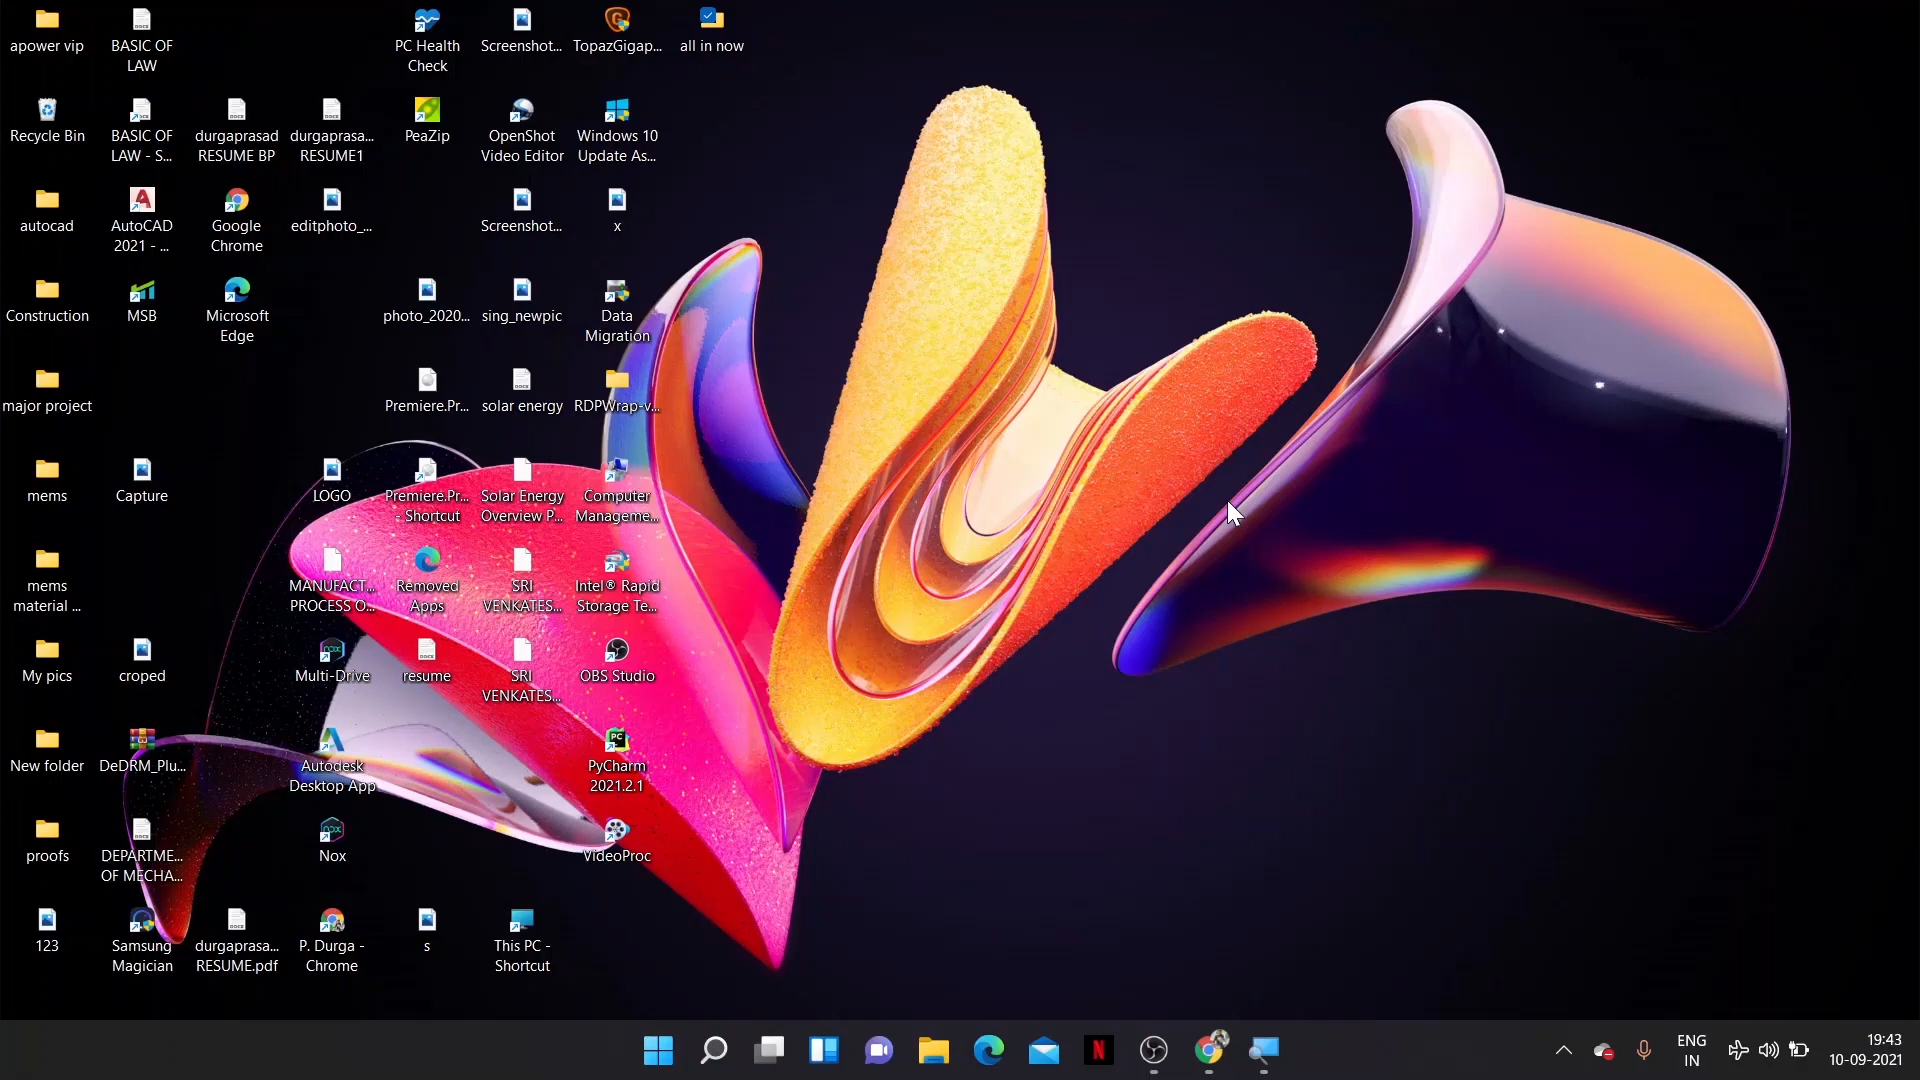 apower vip
BASIC OF
LAW
PC Health
Check
Screenshot...
TopazGigap...
all in now
Recycle Bin
BASIC OF
LAW - S...
durgaprasad
RESUME BP
durgaprasa...
RESUME1
PeaZip
OpenShot
Video Editor
Windows 10
Update As...
autocad
AutoCAD
2021 - ...
Google
Chrome
editphoto_...
Screenshot...
x
Construction
MSB
Microsoft
Edge
photo_2020...
sing_newpic
Data
Migration
major project
Premiere.Pr...
solar energy
RDPWrap-v...
mems
Capture
LOGO
Premiere.Pr...
- Shortcut
Solar Energy
Overview P...
Computer
Manageme...
mems
material ...
MANUFACT...
PROCESS O...
Removed
Apps
SRI
VENKATES...
Intel® Rapid
Storage Te...
My pics
croped
Multi-Drive
resume
SRI
VENKATES...
OBS Studio
New folder
DeDRM_Plu...
Autodesk
Desktop App
PyCharm
2021.2.1
proofs
DEPARTME...
OF MECHA...
Nox
VideoProc
123
Samsung
Magician
durgaprasa...
RESUME.pdf
P. Durga -
Chrome
s
This PC -
Shortcut
ENG
IN
19:43
10-09-2021